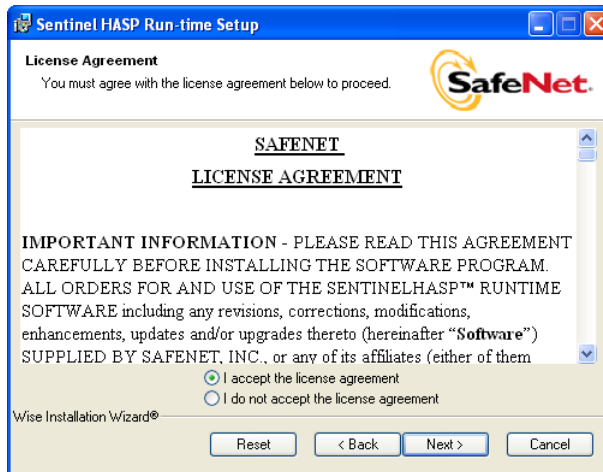 Sentinel HASP Run-time Setup
License Agreement
You must agree with the license agreement below to proceed.
SafeNet.
SAFENET
LICENSE AGREEMENT
IMPORTANT INFORMATION - PLEASE READ THIS AGREEMENT
CAREFULLY BEFORE INSTALLING THE SOFTWARE PROGRAM.
ALL ORDERS FOR AND USE OF THE SENTINELHASP™ RUNTIME
SOFTWARE including any revisions, corrections, modifications,
enhancements, updates and/or upgrades thereto (hereinafter “Software”)
SUPPLIED BY SAFENET, INC., or any of its affiliates (either of them
I accept the license agreement
I do not accept the license agreement
Wise Installation Wizard®
Reset
< Back
Next >
Cancel